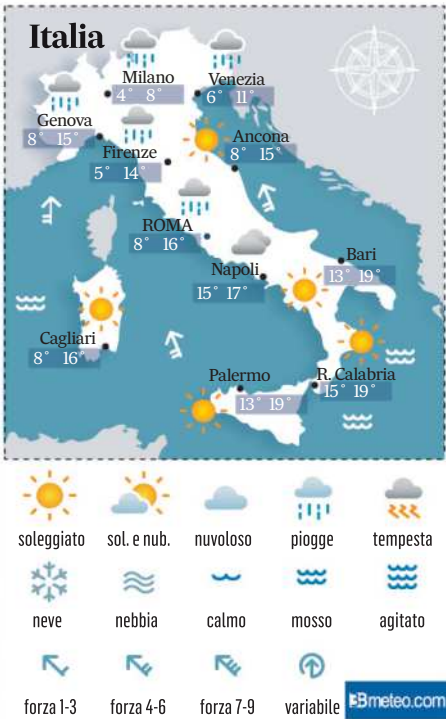 Italia
Milano
4° 8°
Venezia
6° 11°
Genova
8° 15°
Firenze
5° 14°
Ancona
8° 15°
ROMA
8° 16°
Napoli
15° 17°
Bari
13° 19°
Cagliari
8° 16°
Palermo
13° 19°
R. Calabria
15° 19°
soleggiato sol. e nub. nuvoloso piogge tempesta
neve nebbia calmo mosso agitato
forza 1-3 forza 4-6 forza 7-9 variabile
3Bmeteo.com